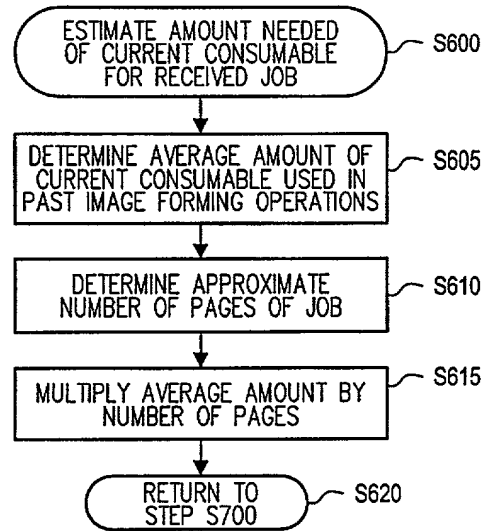 ESTIMATE AMOUNT NEEDED
OF CURRENT CONSUMABLE
FOR RECEIVED JOB
S600
DETERMINE AVERAGE AMOUNT OF
CURRENT CONSUMABLE USED IN
PAST IMAGE FORMING OPERATIONS
S605
DETERMINE APPROXIMATE
NUMBER OF PAGES OF JOB
S610
MULTIPLY AVERAGE AMOUNT BY
NUMBER OF PAGES
S615
RETURN TO
STEP S700
S620